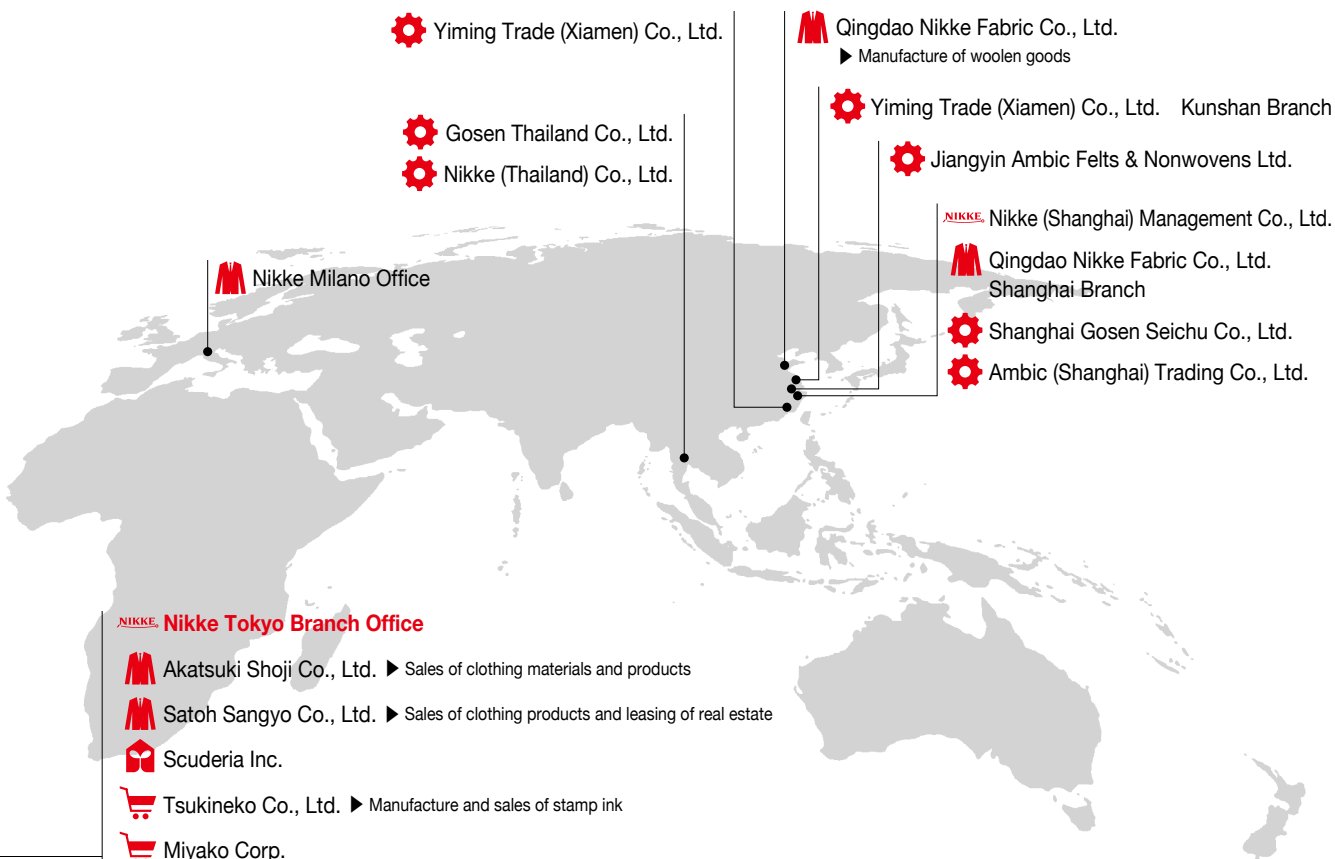 Yiming Trade (Xiamen) Co., Ltd.
Qingdao Nikke Fabric Co., Ltd.
▶ Manufacture of woolen goods
Yiming Trade (Xiamen) Co., Ltd. Kunshan Branch
Gosen Thailand Co., Ltd.
Nikke (Thailand) Co., Ltd.
Jiangyin Ambic Felts & Nonwovens Ltd.
NIKKE Nikke (Shanghai) Management Co., Ltd.
Qingdao Nikke Fabric Co., Ltd.
Shanghai Branch
Shanghai Gosen Seichu Co., Ltd.
Ambic (Shanghai) Trading Co., Ltd.
Nikke Milano Office
NIKKE Nikke Tokyo Branch Office
Akatsuki Shoji Co., Ltd. ▶ Sales of clothing materials and products
Satoh Sangyo Co., Ltd. ▶ Sales of clothing products and leasing of real estate
Scuderia Inc.
Tsukineko Co., Ltd. ▶ Manufacture and sales of stamp ink
Miyako Corp.